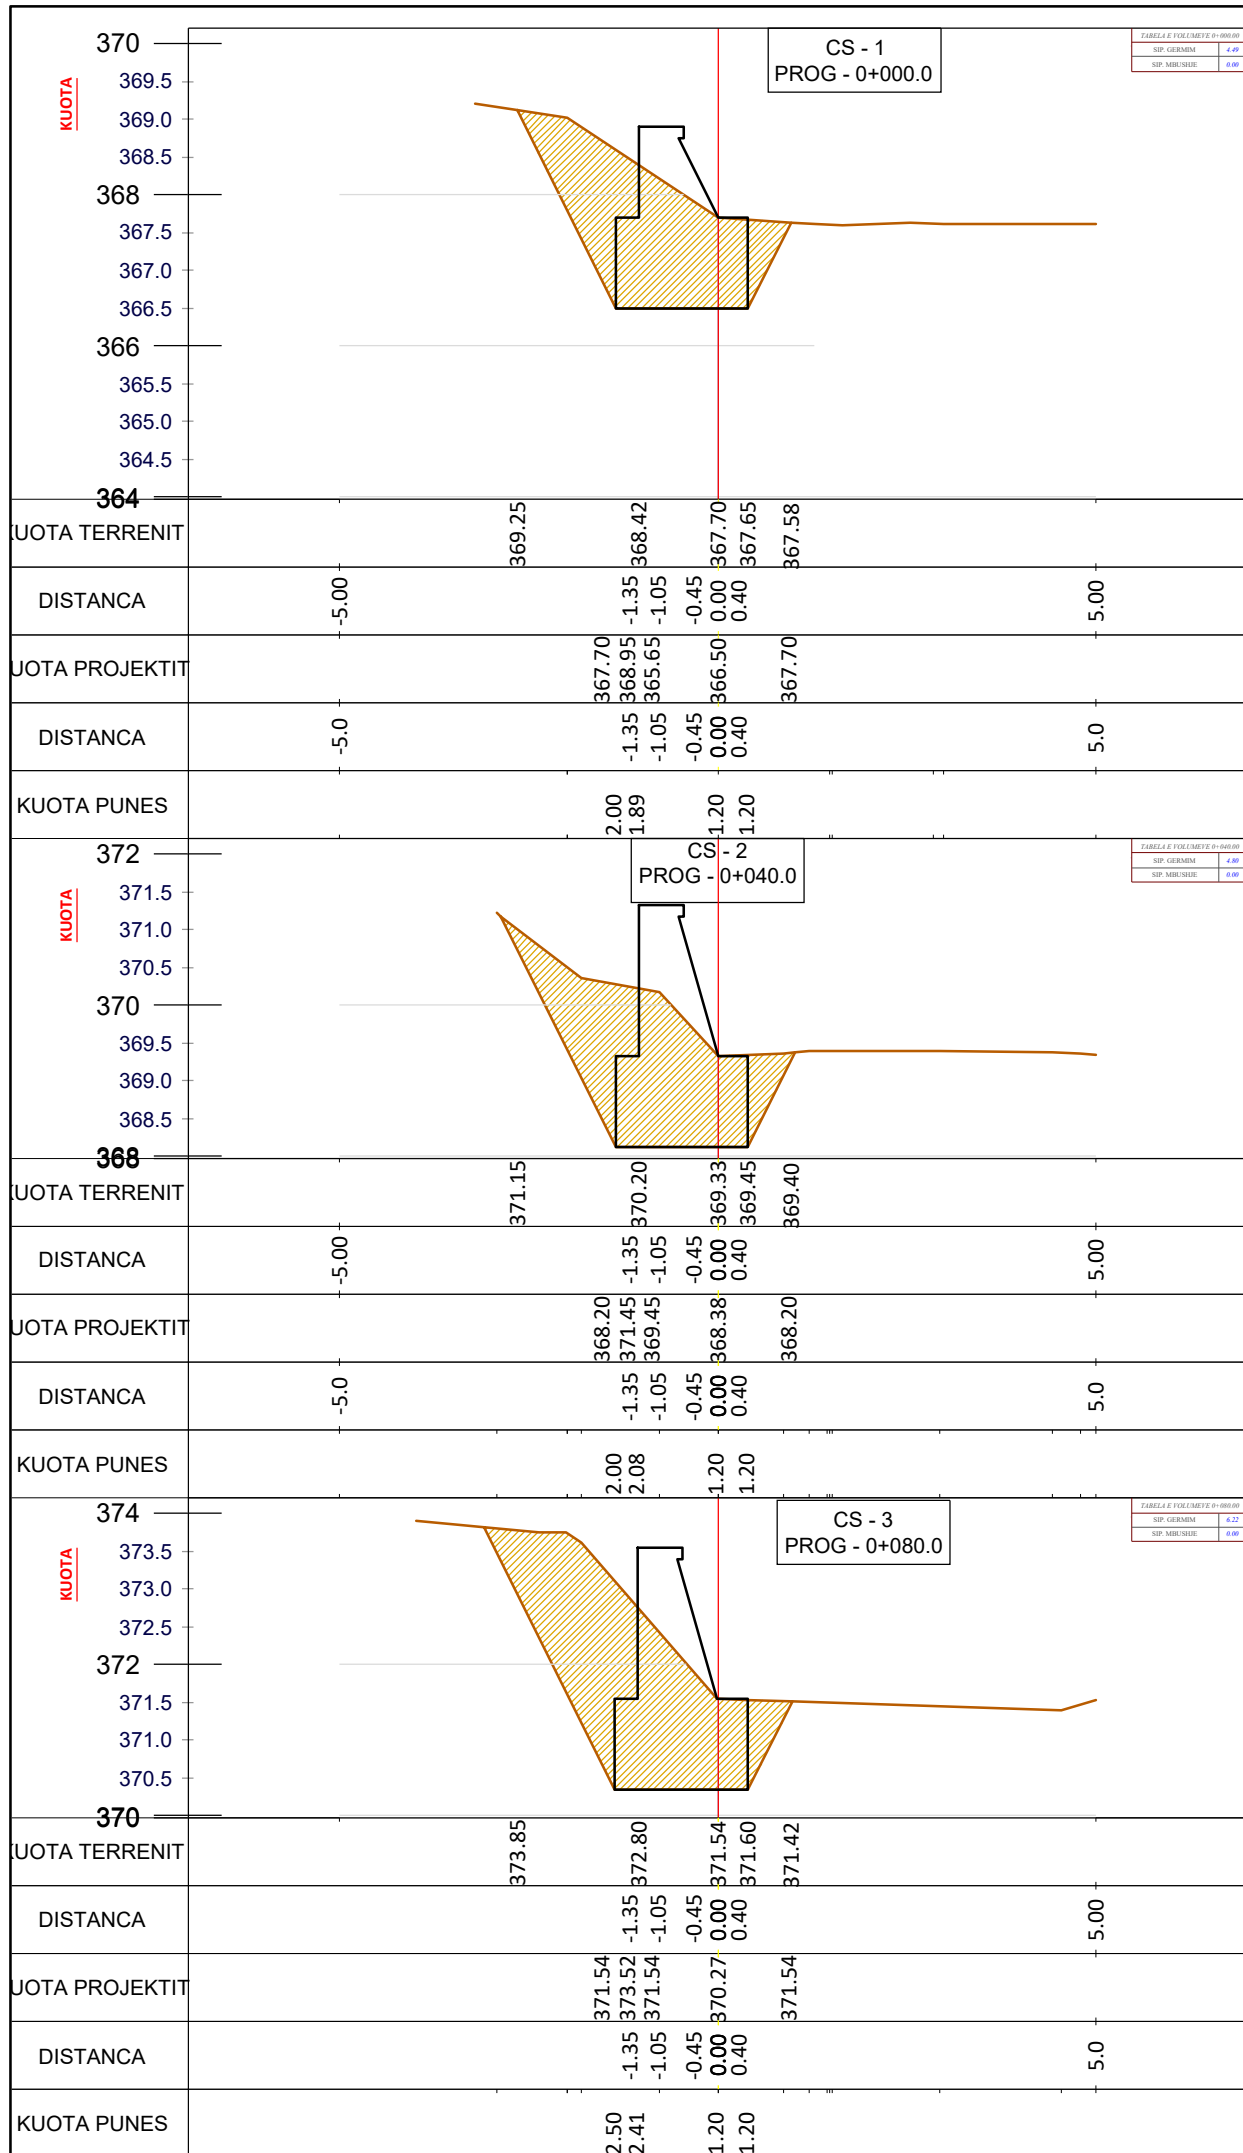 CS - 1
PROG - 0+000.0
TABELA E VOLUMEVE 0+000.00
SIP. GERMIM 4.49
SIP. MBUSHJE 0.00
KUOTA
370
369.5
369.0
368.5
368
367.5
367.0
366.5
366
365.5
365.0
364.5
364
KUOTA TERRENIT 369.25 368.42 367.70 367.65 367.58
DISTANCA -5.00 -1.35 -1.05 -0.45 0.00 0.40 5.00
UOTA PROJEKTIT 367.70 368.95 365.65 366.50 367.70
DISTANCA -5.0 -1.35 -1.05 -0.45 0.00 0.40 5.0
KUOTA PUNES 2.00 1.89 1.20 1.20
CS - 2
PROG - 0+040.0
TABELA E VOLUMEVE 0+040.00
SIP. GERMIM 4.80
SIP. MBUSHJE 0.00
KUOTA
372
371.5
371.0
370.5
370
369.5
369.0
368.5
368
KUOTA TERRENIT 371.15 370.20 369.33 369.45 369.40
DISTANCA -5.00 -1.35 -1.05 -0.45 0.00 0.40 5.00
UOTA PROJEKTIT 368.20 371.45 369.45 368.38 368.20
DISTANCA -5.0 -1.35 -1.05 -0.45 0.00 0.40 5.0
KUOTA PUNES 2.00 2.08 1.20 1.20
CS - 3
PROG - 0+080.0
TABELA E VOLUMEVE 0+080.00
SIP. GERMIM 6.22
SIP. MBUSHJE 0.00
KUOTA
374
373.5
373.0
372.5
372
371.5
371.0
370.5
370
KUOTA TERRENIT 373.85 372.80 371.54 371.60 371.42
DISTANCA -1.35 -1.05 -0.45 0.00 0.40 5.00
UOTA PROJEKTIT 371.54 373.52 371.54 370.27 371.54
DISTANCA -1.35 -1.05 -0.45 0.00 0.40 5.0
KUOTA PUNES 2.50 2.41 1.20 1.20